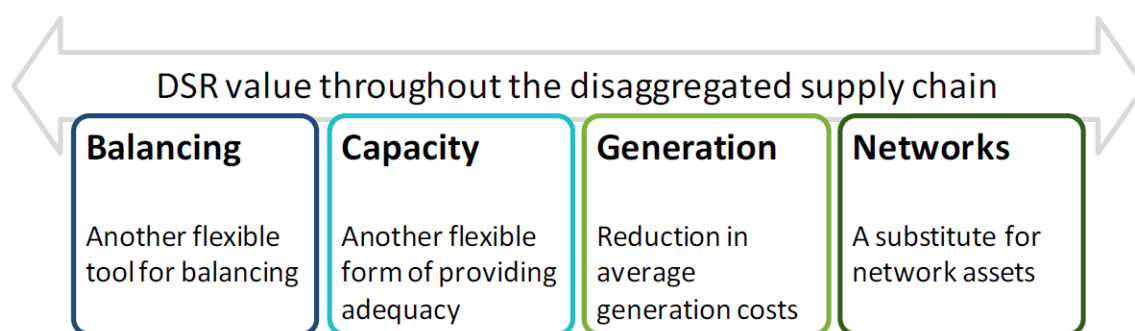 DSR value throughout the disaggregated supply chain
Balancing
Another flexible
tool for balancing
Capacity
Another flexible
form of providing
adequacy
Generation
Reduction in
average
generation costs
Networks
A substitute for
network assets